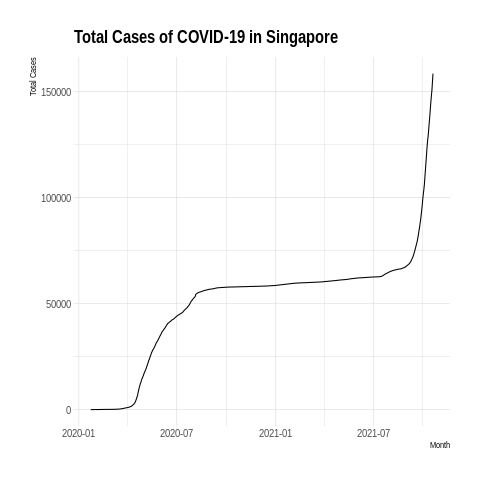 Total Cases of COVID-19 in Singapore
Total Cases
150000
100000
50000
0
2020-01 2020-07 2021-01 2021-07
Month